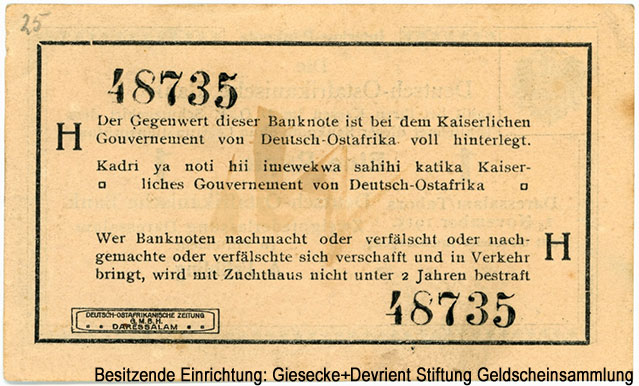 25
48735
Der Gegenwert dieser Banknote ist bei dem Kaiserlichen
H
Gouvernement von Deutsch-Ostafrika voll hinterlegt.
Kadri ya noti hii imewekwa sahihi katika Kaiser-
liches Gouvernement von Deutsch-Ostafrika
Wer Banknoten nachmacht oder verfälscht oder nach-
gemachte oder verfälschte sich verschafft und in Verkehr
H
bringt, wird mit Zuchthaus nicht unter 2 Jahren bestraft
48735
DEUTSCH-OSTAFRIKANISCHE ZEITUNG
G.M.B.H.
DARESSALAM
Besitzende Einrichtung: Giesecke+Devrient Stiftung Geldscheinsammlung